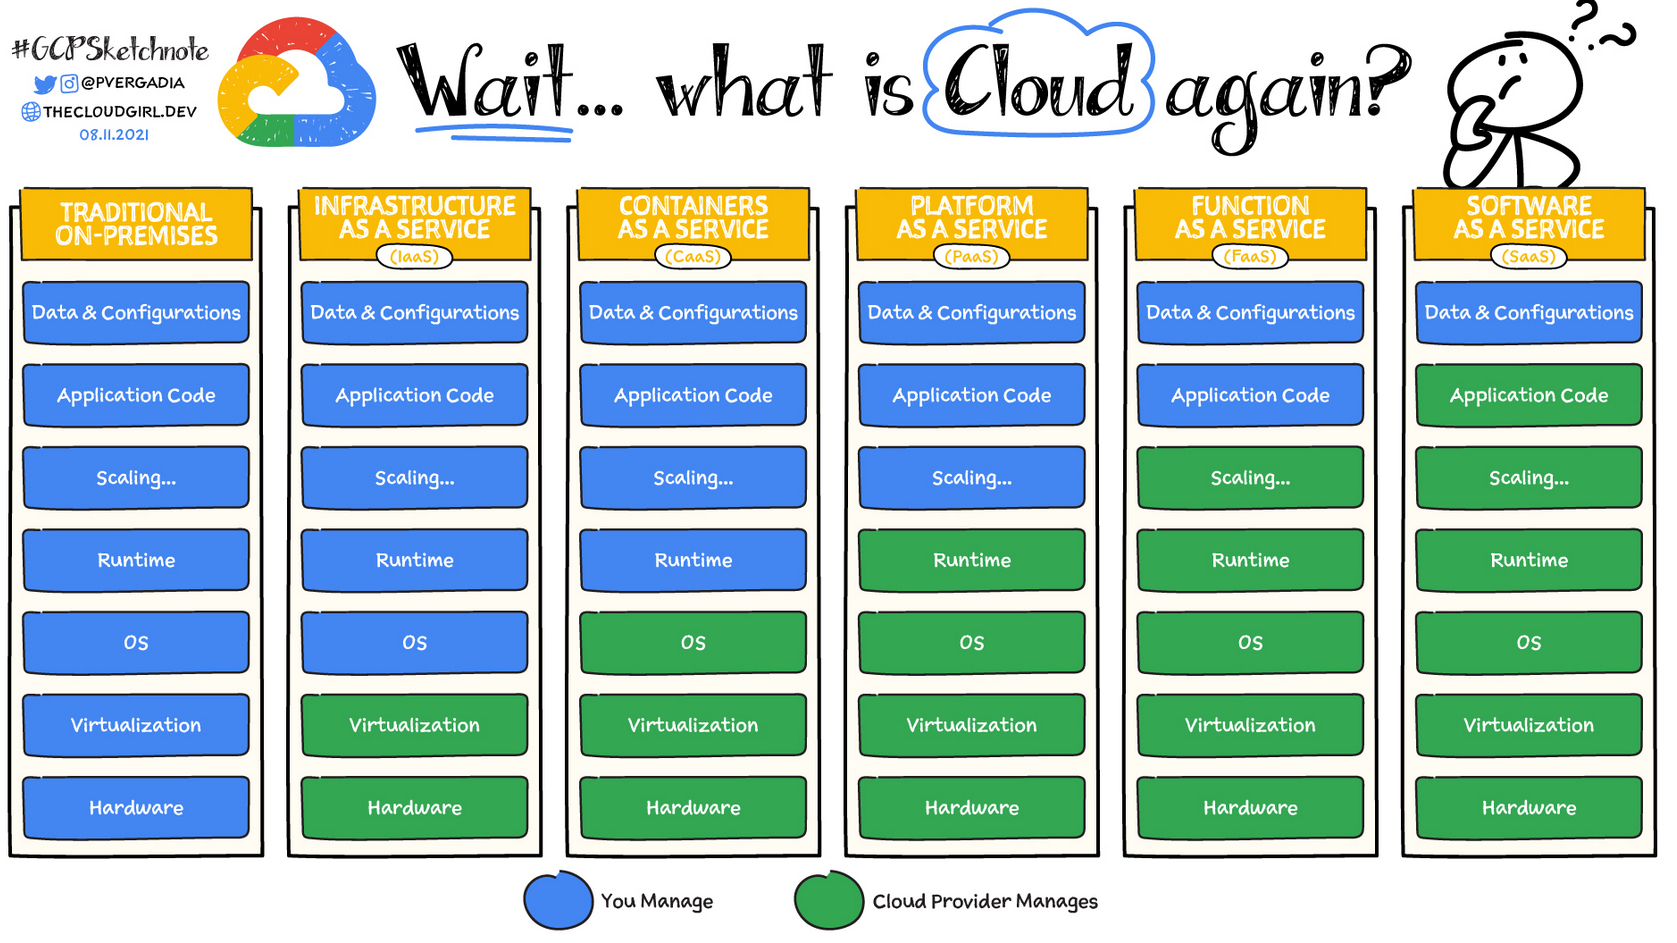 #GCPSketchnote
@PVERGADIA
THECLOUDGIRL.DEV
08.11.2021
Wait... what is Cloud again?
? ? ?
TRADITIONAL
ON-PREMISES
Data & Configurations
Application Code
Scaling...
Runtime
OS
Virtualization
Hardware
INFRASTRUCTURE
AS A SERVICE
(IaaS)
Data & Configurations
Application Code
Scaling...
Runtime
OS
Virtualization
Hardware
CONTAINERS
AS A SERVICE
(CaaS)
Data & Configurations
Application Code
Scaling...
Runtime
OS
Virtualization
Hardware
PLATFORM
AS A SERVICE
(PaaS)
Data & Configurations
Application Code
Scaling...
Runtime
OS
Virtualization
Hardware
FUNCTION
AS A SERVICE
(FaaS)
Data & Configurations
Application Code
Scaling...
Runtime
OS
Virtualization
Hardware
SOFTWARE
AS A SERVICE
(SaaS)
Data & Configurations
Application Code
Scaling...
Runtime
OS
Virtualization
Hardware
You Manage
Cloud Provider Manages